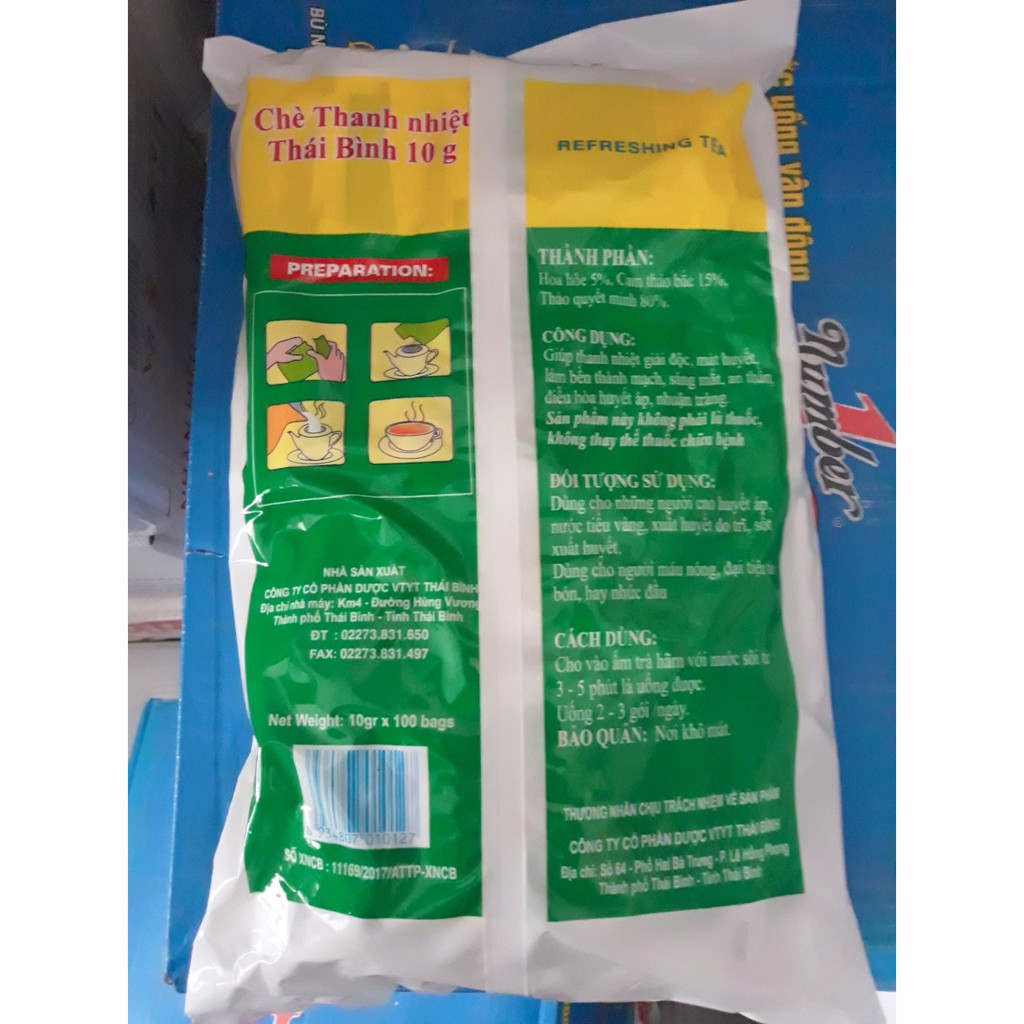 Chè Thanh nhiệt
Thái Bình 10 g
PREPARATION:
NHÀ SẢN XUẤT
CÔNG TY CỔ PHẦN DƯỢC VTYT THÁI BÌNH
Địa chỉ nhà máy: Km4 - Đường Hùng Vương
Thành phố Thái Bình - Tỉnh Thái Bình
ĐT : 02273.831.650
FAX: 02273.831.497
Net Weight: 10gr x 100 bags
8 934807 010127
SỐ XNCB : 11169/2017/ATTP-XNCB
REFRESHING TEA
THÀNH PHẦN:
Hoa hòe 5%, Cam thảo bắc 15%,
Thảo quyết minh 80%.
CÔNG DỤNG:
Giúp thanh nhiệt giải độc, mát huyết,
làm bền thành mạch, sáng mắt, an thần,
điều hòa huyết áp, nhuận tràng.
Sản phẩm này không phải là thuốc,
không thay thế thuốc chữa bệnh
ĐỐI TƯỢNG SỬ DỤNG:
Dùng cho những người cao huyết áp,
nước tiểu vàng, xuất huyết do trĩ, sốt
xuất huyết.
Dùng cho người máu nóng, đại tiện táo
bón, hay nhức đầu
CÁCH DÙNG:
Cho vào ấm trà hãm với nước sôi từ
3 - 5 phút là uống được.
Uống 2 - 3 gói /ngày.
BẢO QUẢN: Nơi khô mát.
THƯƠNG NHÂN CHỊU TRÁCH NHIỆM VỀ SẢN PHẨM
CÔNG TY CỔ PHẦN DƯỢC VTYT THÁI BÌNH
Địa chỉ: Số 64 - Phố Hai Bà Trưng - P. Lê Hồng Phong
Thành phố Thái Bình - Tỉnh Thái Bình
BÙ N
uống vận động
Number 1